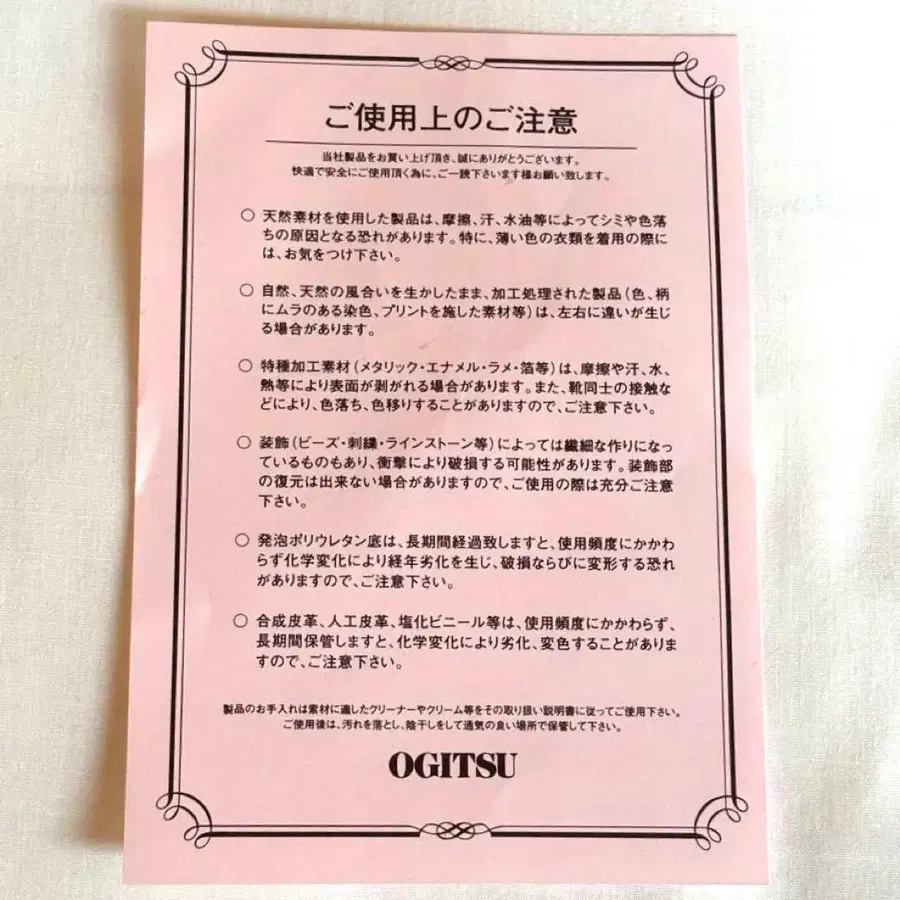 ご使用上のご注意
当社製品をお買い上げ頂き、誠にありがとうございます。
快適で安全にご使用頂く為に、ご一読下さいます様お願い致します。
○ 天然素材を使用した製品は、摩擦、汗、水油等によってシミや色落
ちの原因となる恐れがあります。特に、薄い色の衣類を着用の際に
は、お気をつけ下さい。
○ 自然、天然の風合いを生かしたまま、加工処理された製品（色、柄
にムラのある染色、プリントを施した素材等）は、左右に違いが生じ
る場合があります。
○ 特種加工素材（メタリック・エナメル・ラメ・箔等）は、摩擦や汗、水、
熱等により表面が剥がれる場合があります。また、靴同士の接触な
どにより、色落ち、色移りすることがありますので、ご注意下さい。
○ 装飾（ビーズ・刺繍・ラインストーン等）によっては繊細な作りになっ
ているものもあり、衝撃により破損する可能性があります。装飾部
の復元は出来ない場合がありますので、ご使用の際は充分ご注意
下さい。
○ 発泡ポリウレタン底は、長期間経過致しますと、使用頻度にかかわ
らず化学変化により経年劣化を生じ、破損ならびに変形する恐れ
がありますので、ご注意下さい。
○ 合成皮革、人工皮革、塩化ビニール等は、使用頻度にかかわらず、
長期間保管しますと、化学変化により劣化、変色することがありま
すので、ご注意下さい。
製品のお手入れは素材に適したクリーナーやクリーム等をその取り扱い説明書に従ってご使用下さい。
ご使用後は、汚れを落とし、陰干しをして通気の良い場所で保管して下さい。
OGITSU